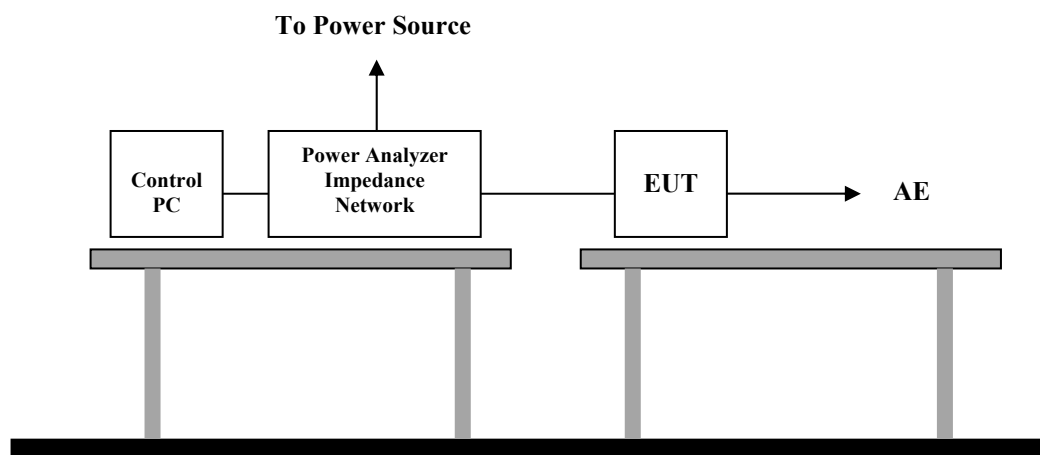 To Power Source
Control
PC
Power Analyzer
Impedance
Network
EUT
AE